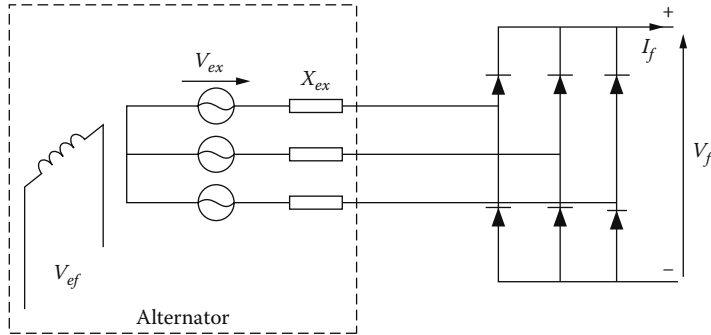 +
I_f
V_ex
X_ex
V_f
V_ef
−
Alternator